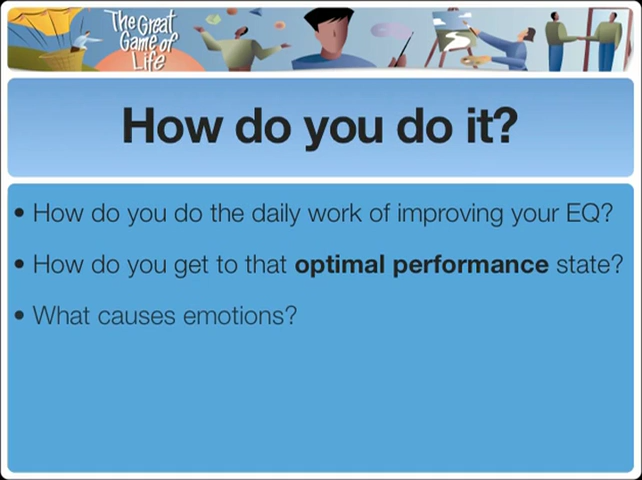 The Great
Game of
Life
How do you do it?
• How do you do the daily work of improving your EQ?
• How do you get to that optimal performance state?
• What causes emotions?